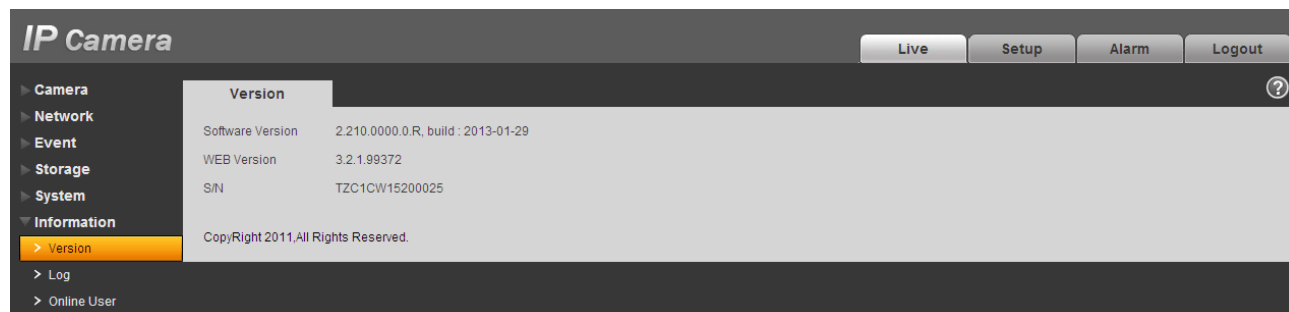 IP Camera
Live Setup Alarm Logout
Camera
Network
Event
Storage
System
Information
> Version
> Log
> Online User
Version
?
Software Version 2.210.0000.0.R, build : 2013-01-29
WEB Version 3.2.1.99372
S/N TZC1CW15200025
CopyRight 2011,All Rights Reserved.